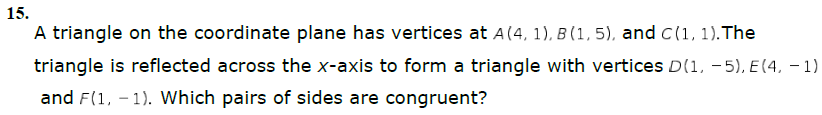 15.
A triangle on the coordinate plane has vertices at A(4, 1), B(1, 5), and C(1, 1).The
triangle is reflected across the x-axis to form a triangle with vertices D(1, −5), E(4, −1)
and F(1, −1). Which pairs of sides are congruent?